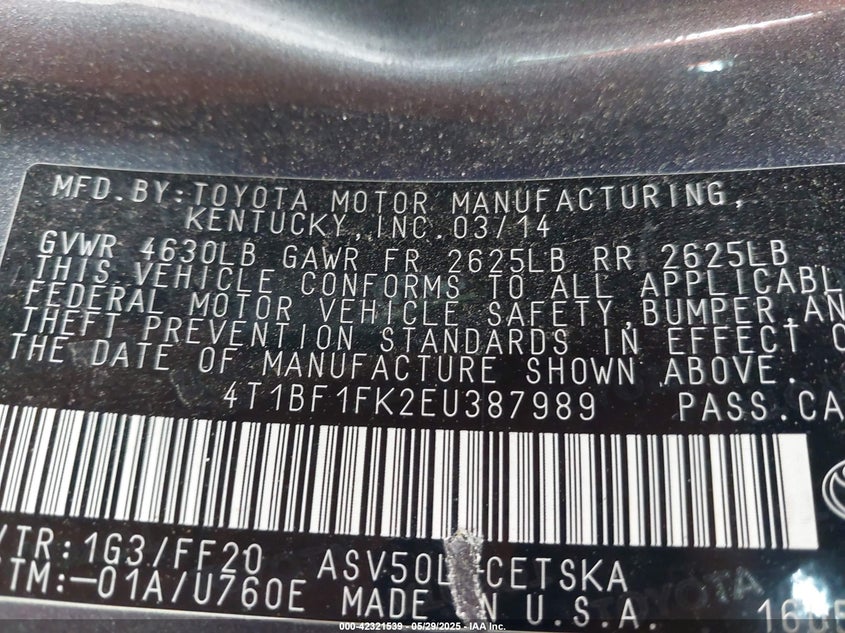 MFD.BY:TOYOTA MOTOR MANUFACTURING,
KENTUCKY,INC.03/14
GVWR 4630LB GAWR FR 2625LB RR 2625LB
THIS VEHICLE CONFORMS TO ALL APPLICABL
FEDERAL MOTOR VEHICLE SAFETY,BUMPER,AN
THEFT PREVENTION STANDARDS IN EFFECT O
THE DATE OF MANUFACTURE SHOWN ABOVE.
4T1BF1FK2EU387989 PASS.CA
/TR:1G3/FF20 ASV50L-CETSKA
TM:-01A/U760E MADE IN U.S.A.
TOYOTA
000-42321539 - 05/29/2025 - IAA Inc.